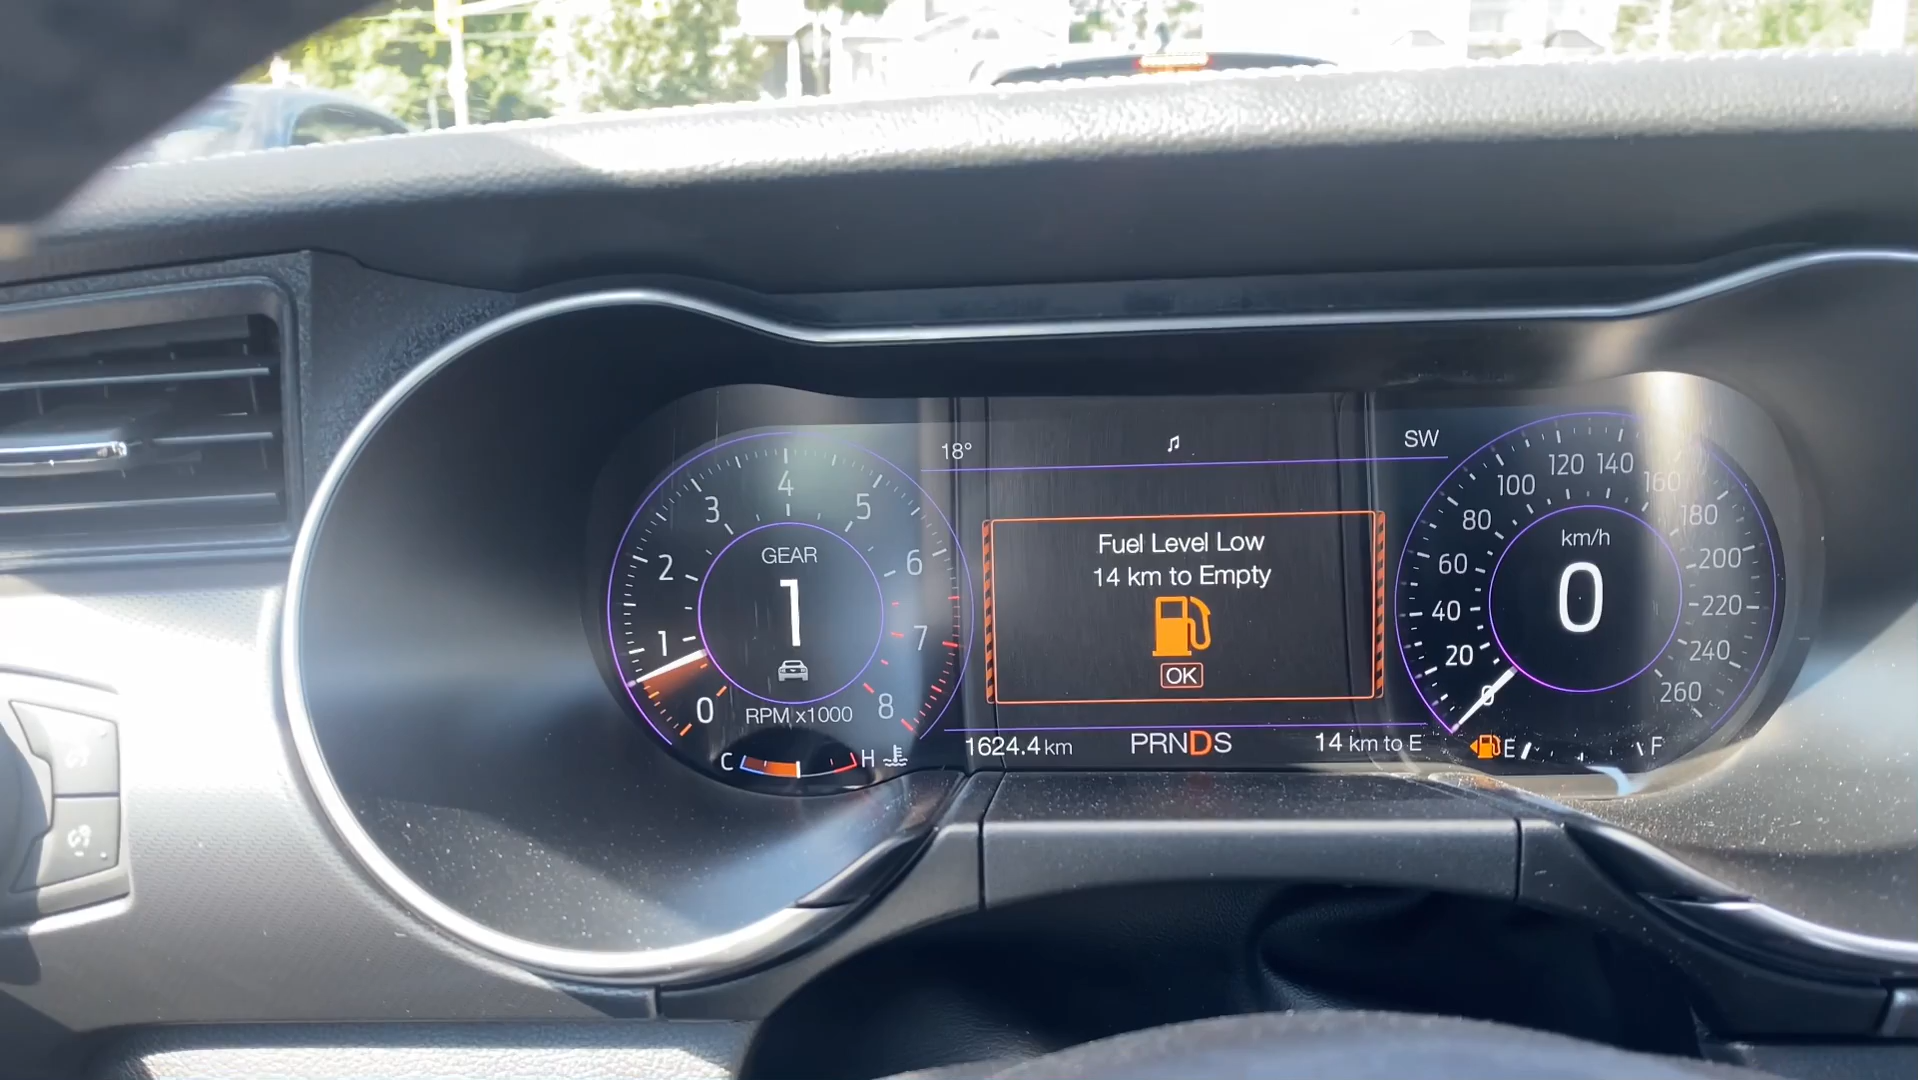 18°
SW
GEAR
1
RPM x1000
0
1
2
3
4
5
6
7
8
C
H
Fuel Level Low
14 km to Empty
OK
1624.4 km
PRNDS
14 km to E
km/h
0
0
20
40
60
80
100
120
140
160
180
200
220
240
260
E
F